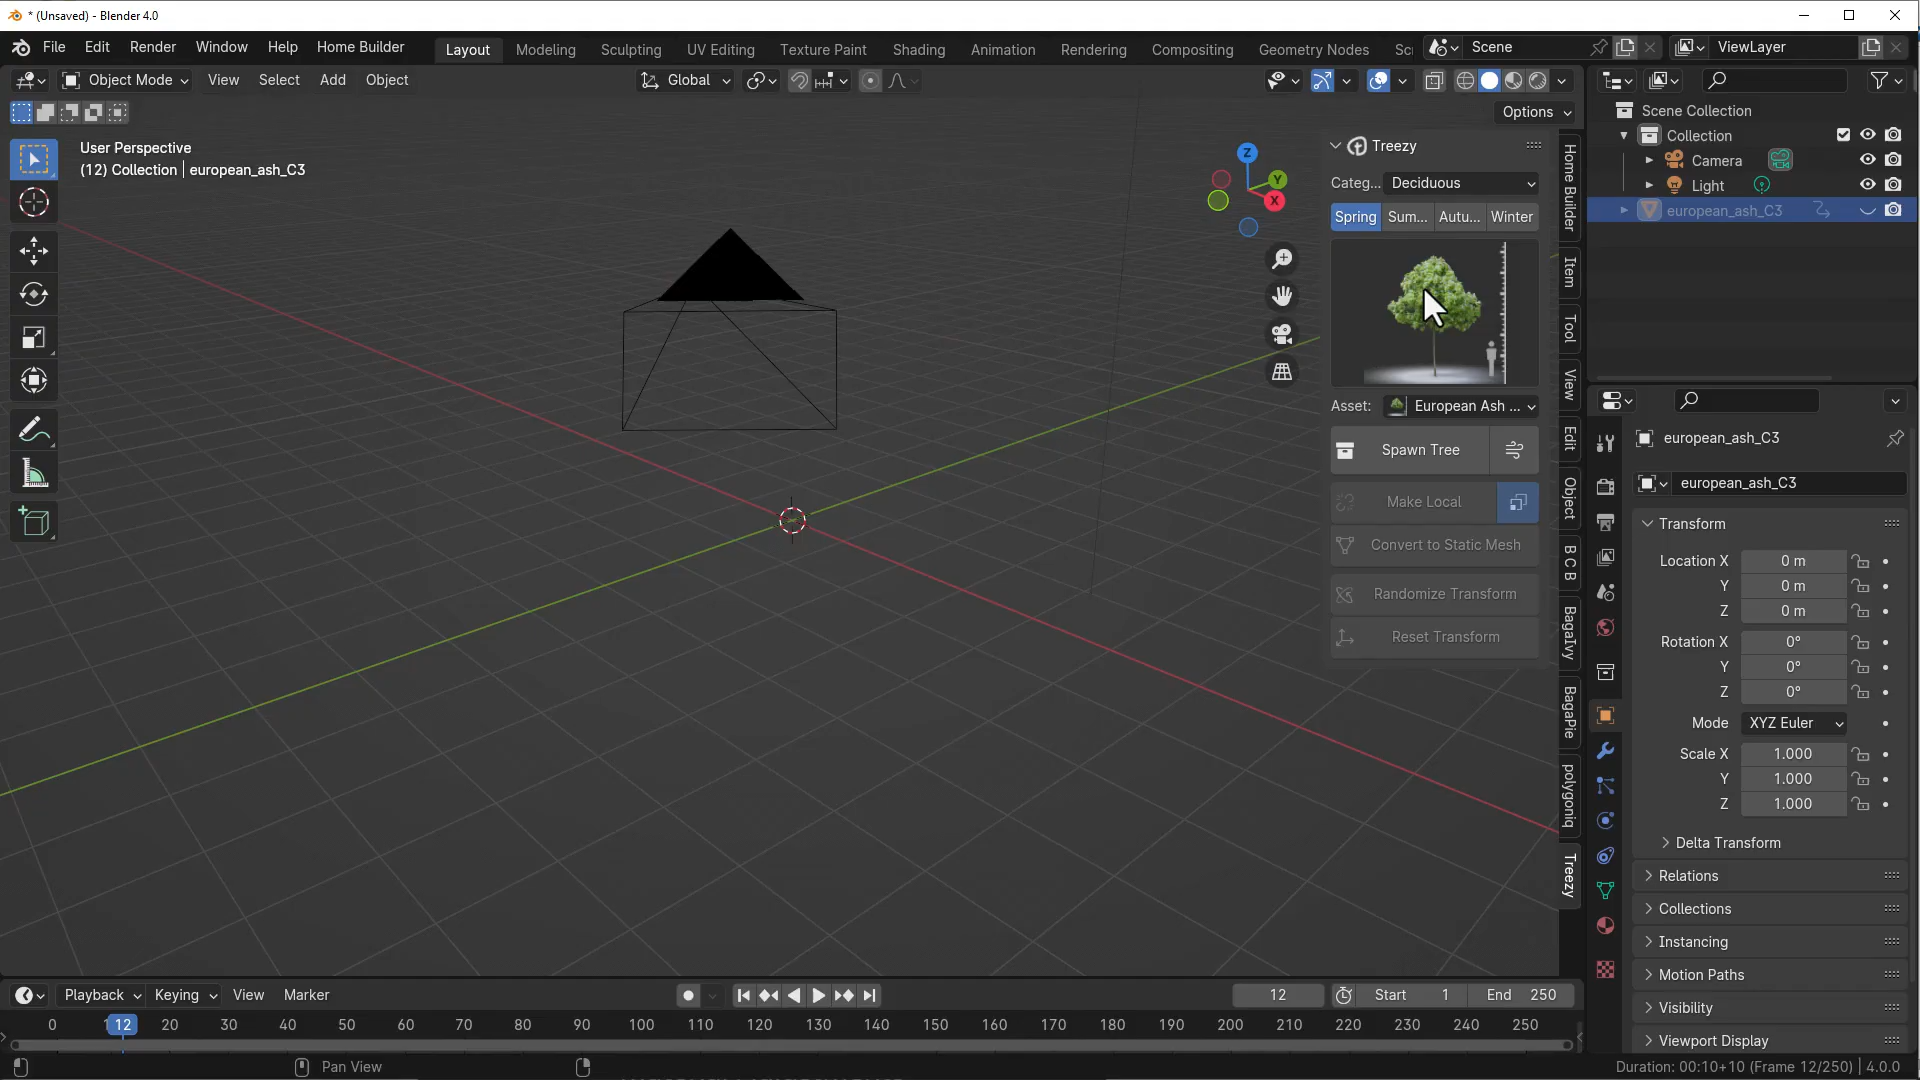 * (Unsaved) - Blender 4.0
File Edit Render Window Help Home Builder
Layout Modeling Sculpting UV Editing Texture Paint Shading Animation Rendering Compositing Geometry Nodes Sc
Scene
ViewLayer
Object Mode View Select Add Object
Global
Options
User Perspective
(12) Collection | european_ash_C3
Z
Y
X
Treezy
Categ... Deciduous
Spring Sum... Autu... Winter
Asset: European Ash ...
Spawn Tree
Make Local
Convert to Static Mesh
Randomize Transform
Reset Transform
Home Builder
Item
Tool
View
Edit
Object
B C B
BagaIvy
BagaPie
polygoniq
Treezy
Scene Collection
Collection
Camera
Light
european_ash_C3
european_ash_C3
european_ash_C3
Transform
Location X 0 m
Y 0 m
Z 0 m
Rotation X 0°
Y 0°
Z 0°
Mode XYZ Euler
Scale X 1.000
Y 1.000
Z 1.000
Delta Transform
Relations
Collections
Instancing
Motion Paths
Visibility
Viewport Display
Playback Keying View Marker
12 Start 1 End 250
0 12 20 30 40 50 60 70 80 90 100 110 120 130 140 150 160 170 180 190 200 210 220 230 240 250
Pan View
Duration: 00:10+10 (Frame 12/250) | 4.0.0